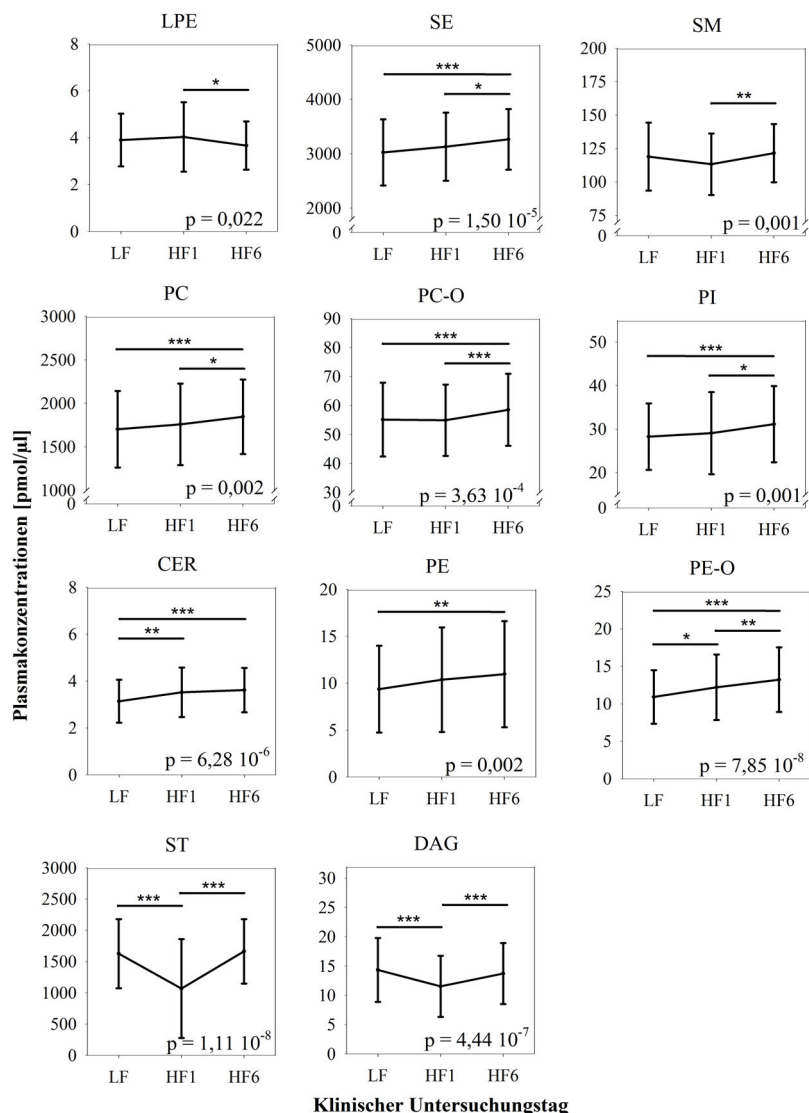 LPE
8
6
4
2
0
*
p = 0,022
LF HF1 HF6
SE
5000
4000
3000
2000
0
***
*
p = 1,50 10⁻⁵
LF HF1 HF6
SM
200
175
150
125
100
75
0
**
p = 0,001
LF HF1 HF6
PC
3000
2500
2000
1500
1000
0
***
*
p = 0,002
LF HF1 HF6
PC-O
90
80
70
60
50
40
30
0
***
***
p = 3,63 10⁻⁴
LF HF1 HF6
PI
50
40
30
20
0
***
*
p = 0,001
LF HF1 HF6
CER
8
6
4
2
0
***
**
p = 6,28 10⁻⁶
LF HF1 HF6
PE
20
15
10
5
0
**
p = 0,002
LF HF1 HF6
PE-O
25
20
15
10
5
0
***
* **
p = 7,85 10⁻⁸
LF HF1 HF6
ST
3000
2500
2000
1500
1000
500
0
*** ***
p = 1,11 10⁻⁸
LF HF1 HF6
DAG
30
25
20
15
10
5
0
***
***
p = 4,44 10⁻⁷
LF HF1 HF6
Plasmakonzentrationen [pmol/µl]
Klinischer Untersuchungstag